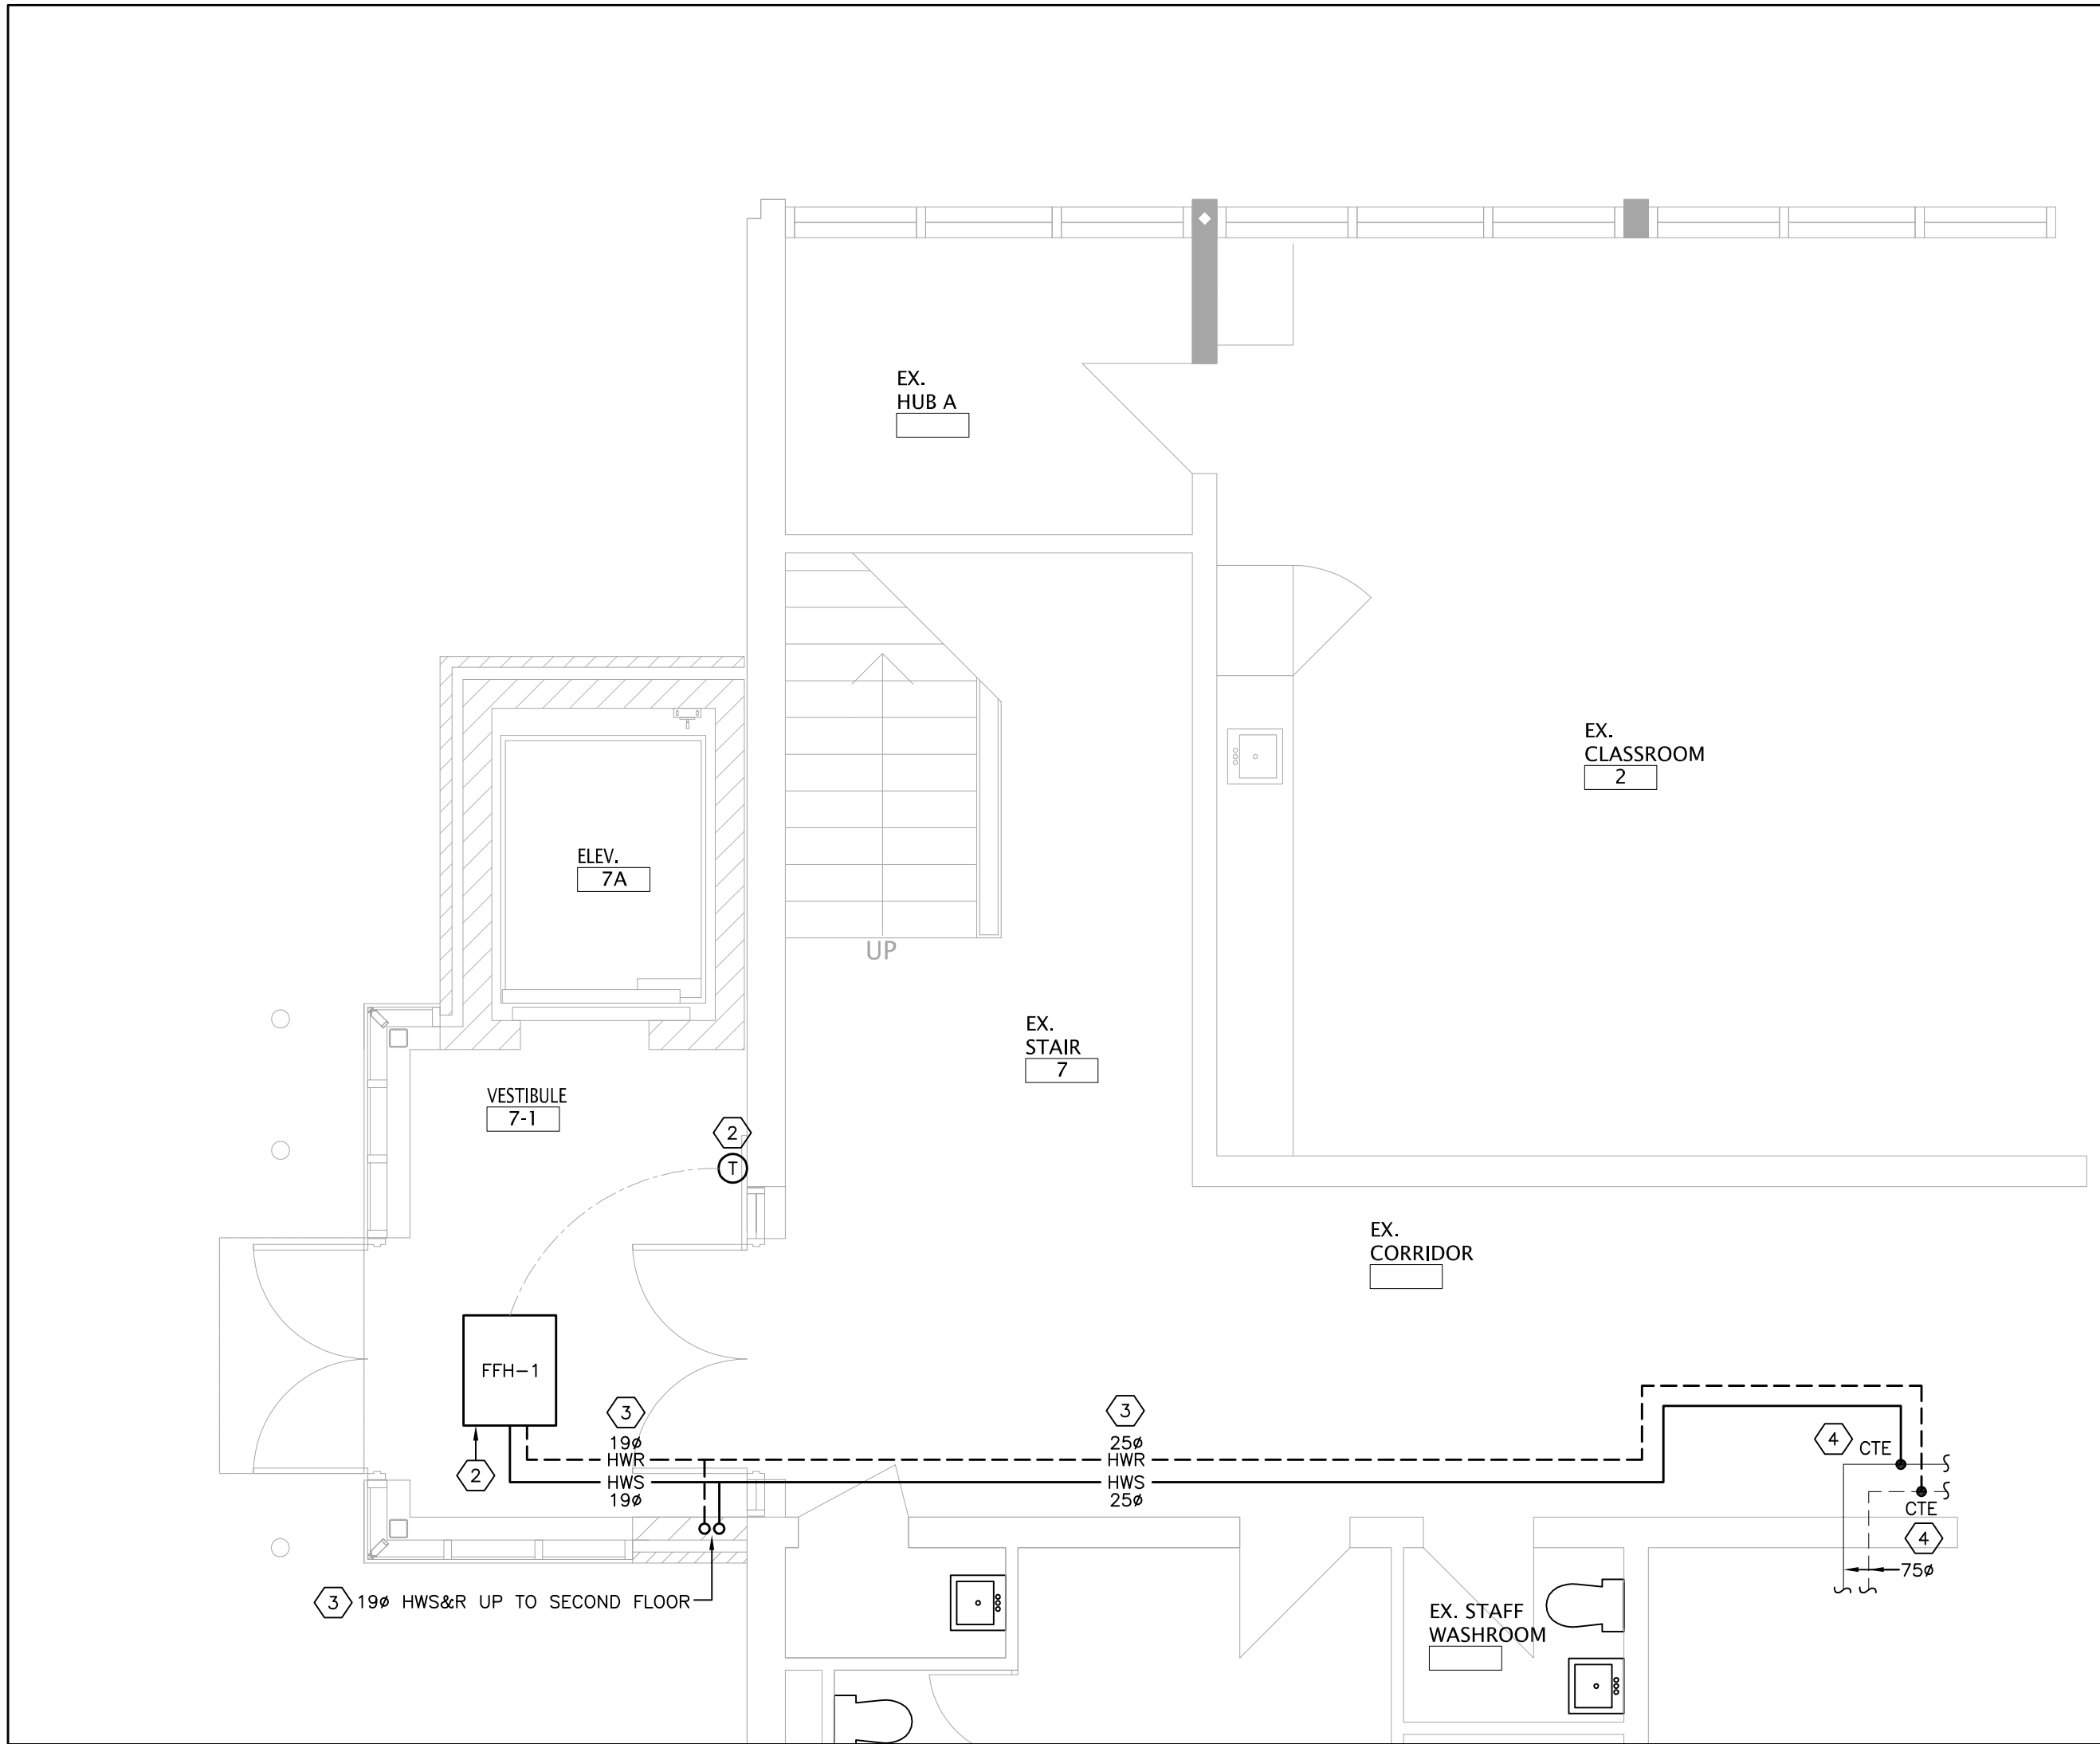 EX.
HUB A
EX.
CLASSROOM
2
ELEV.
7A
UP
EX.
STAIR
7
VESTIBULE
7-1
2
T
EX.
CORRIDOR
FFH-1
2
3
19ø
HWR
HWS
19ø
3
25ø
HWR
HWS
25ø
4
CTE
CTE
4
75ø
3 19ø HWS&R UP TO SECOND FLOOR
EX. STAFF
WASHROOM